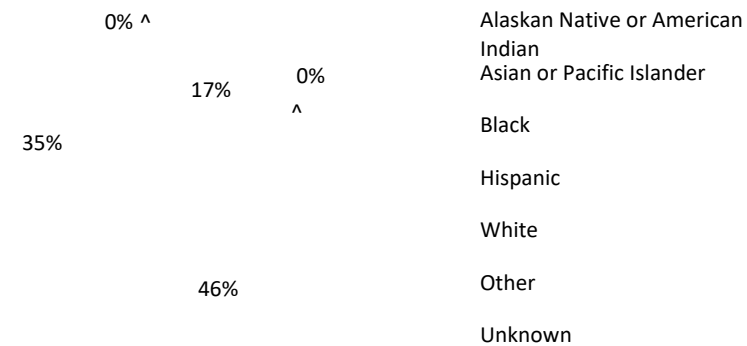 0% ^
17%
0%
^
35%
46%
Alaskan Native or American
Indian
Asian or Pacific Islander
Black
Hispanic
White
Other
Unknown